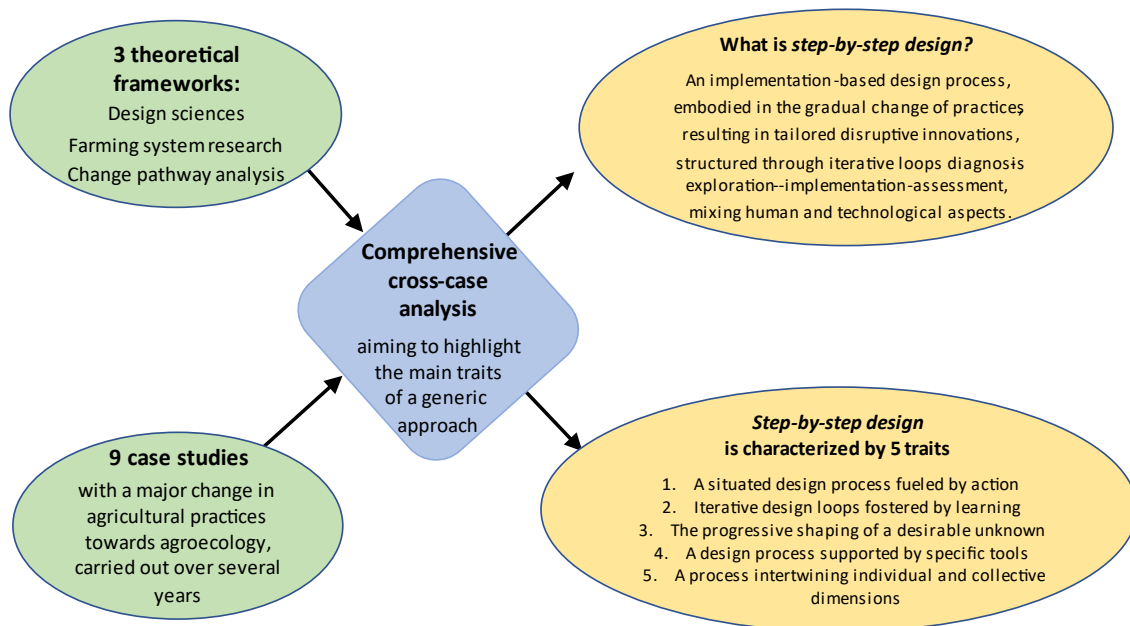 3 theoretical
frameworks:
Design sciences
Farming system research
Change pathway analysis
9 case studies
with a major change in
agricultural practices
towards agroecology,
carried out over several
years
Comprehensive
cross-case
analysis
aiming to highlight
the main traits
of a generic
approach
What is step-by-step design?
An implementation-based design process,
embodied in the gradual change of practices,
resulting in tailored disruptive innovations,
structured through iterative loops diagnosis-
exploration--implementation-assessment,
mixing human and technological aspects.
Step-by-step design
is characterized by 5 traits
1. A situated design process fueled by action
2. Iterative design loops fostered by learning
3. The progressive shaping of a desirable unknown
4. A design process supported by specific tools
5. A process intertwining individual and collective
dimensions